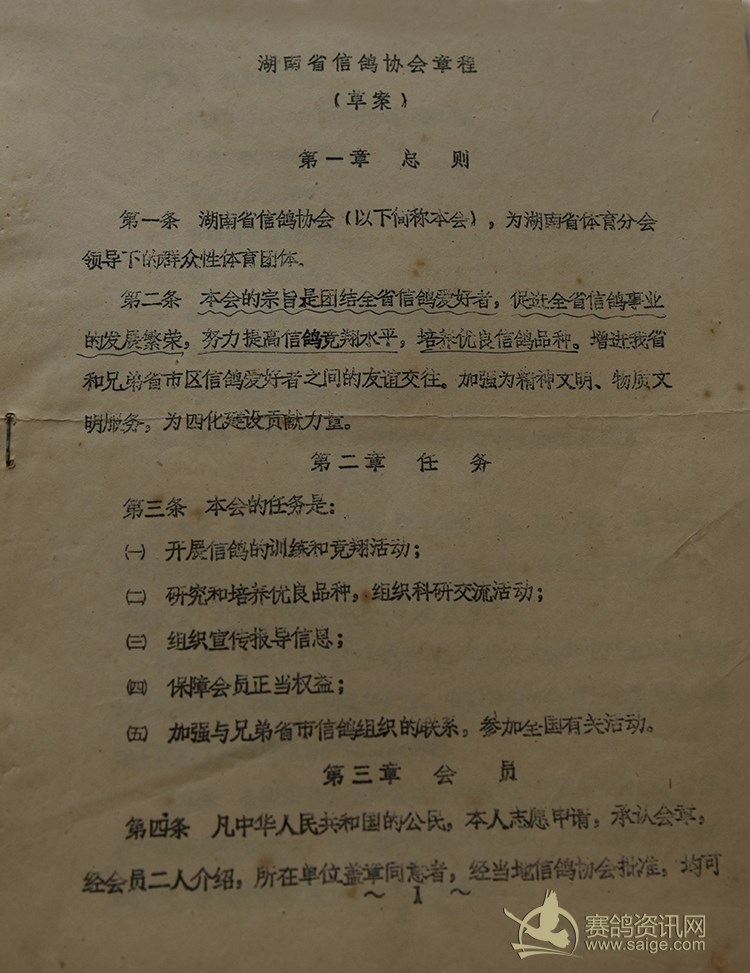 湖南省信鸽协会章程
（草案）
第一章 总则
第一条 湖南省信鸽协会（以下简称本会），为湖南省体育分会
领导下的群众性体育团体、
第二条 本会的宗旨是团结全省信鸽爱好者，促进全省信鸽事业
的发展繁荣，努力提高信鸽竞翔水平，培养优良信鸽品种。增进我省
和兄弟省市区信鸽爱好者之间的友谊交往。加强为精神文明、物质文
明服务，为四化建设贡献力量。
第二章 任务
第三条 本会的任务是：
㈠ 开展信鸽的训练和竞翔活动；
㈡ 研究和培养优良品种，组织科研交流活动；
㈢ 组织宣传报导信息；
㈣ 保障会员正当权益；
㈤ 加强与兄弟省市信鸽组织的联系，参加全国有关活动。
第三章 会员
第四条 凡中华人民共和国的公民，本人志愿申请，承认会章，
经会员二人介绍，所在单位盖章同意者，经当地信鸽协会批准，均可
～ 1 ～
赛鸽资讯网
www.saige.com